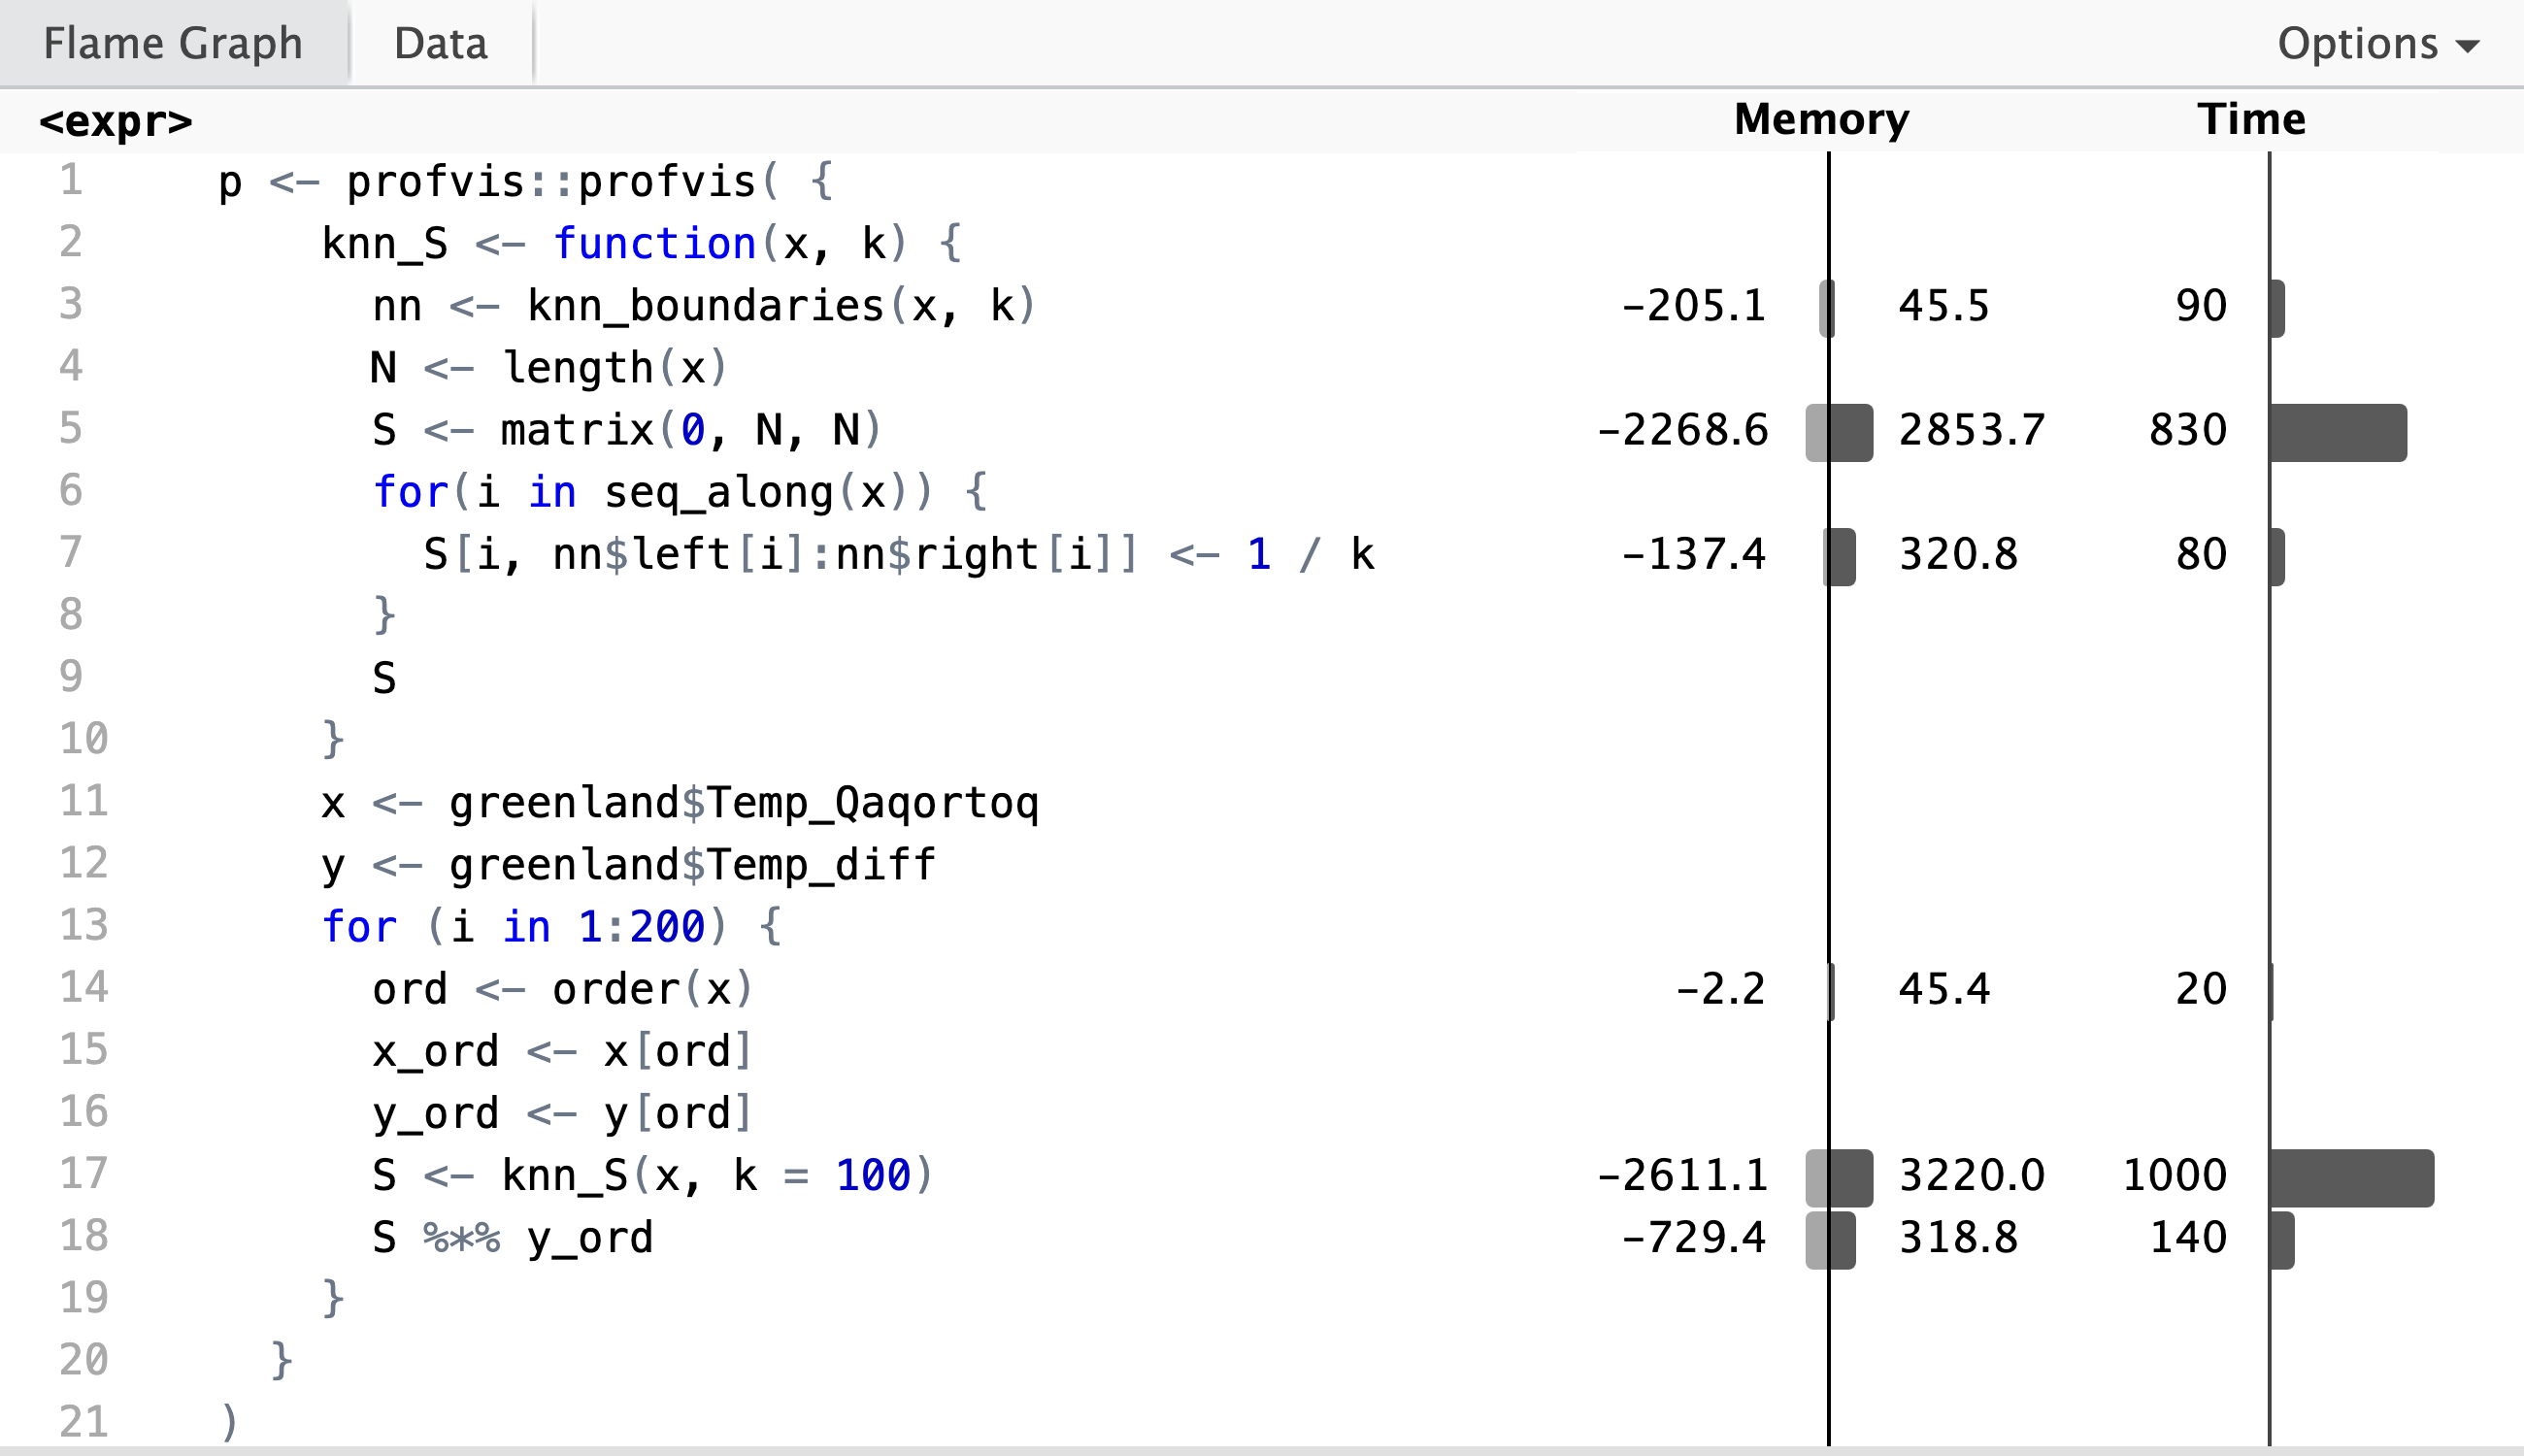 Flame Graph Data Options
<expr> Memory Time
1 p <- profvis::profvis( {
2 knn_S <- function(x, k) {
3 nn <- knn_boundaries(x, k) -205.1 45.5 90
4 N <- length(x)
5 S <- matrix(0, N, N) -2268.6 2853.7 830
6 for(i in seq_along(x)) {
7 S[i, nn$left[i]:nn$right[i]] <- 1 / k -137.4 320.8 80
8 }
9 S
10 }
11 x <- greenland$Temp_Qaqortoq
12 y <- greenland$Temp_diff
13 for (i in 1:200) {
14 ord <- order(x) -2.2 45.4 20
15 x_ord <- x[ord]
16 y_ord <- y[ord]
17 S <- knn_S(x, k = 100) -2611.1 3220.0 1000
18 S %*% y_ord -729.4 318.8 140
19 }
20 }
21 )